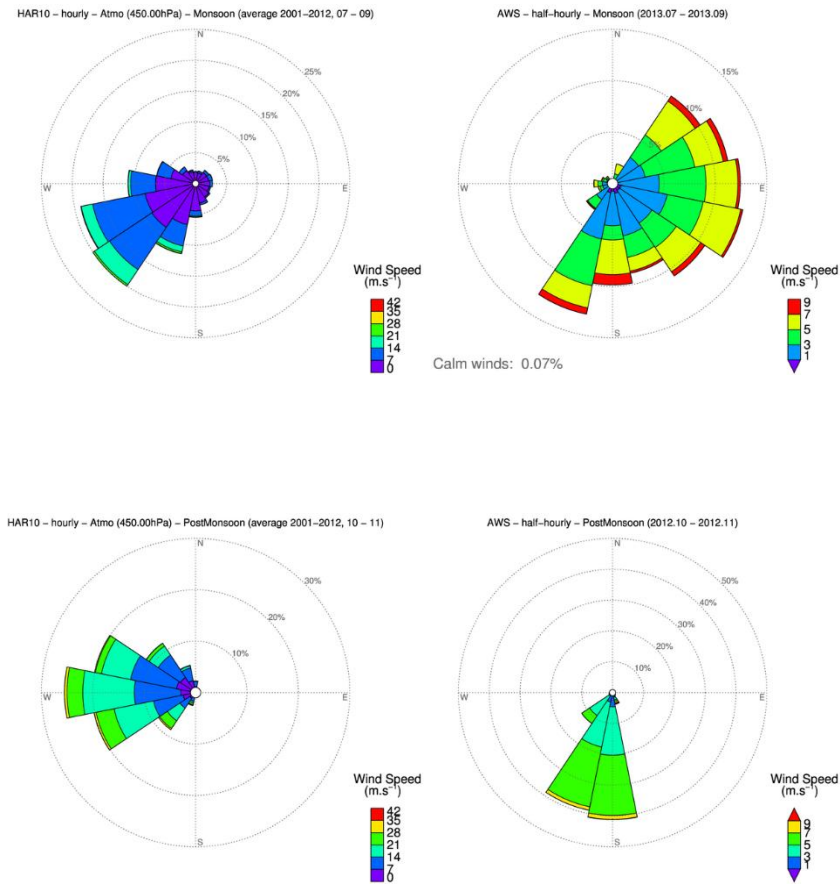 HAR10 − hourly − Atmo (450.00hPa) − Monsoon (average 2001−2012, 07 − 09)
N
25%
20%
15%
10%
5%
W
E
S
Wind Speed
(m.s⁻¹)
42
35
28
21
14
7
0
AWS − half−hourly − Monsoon (2013.07 − 2013.09)
N
15%
10%
5%
E
S
Wind Speed
(m.s⁻¹)
9
7
5
3
1
Calm winds: 0.07%
HAR10 − hourly − Atmo (450.00hPa) − PostMonsoon (average 2001−2012, 10 − 11)
N
30%
20%
10%
W
E
S
Wind Speed
(m.s⁻¹)
42
35
28
21
14
7
0
AWS − half−hourly − PostMonsoon (2012.10 − 2012.11)
N
50%
40%
30%
20%
10%
W
E
S
Wind Speed
(m.s⁻¹)
9
7
5
3
1